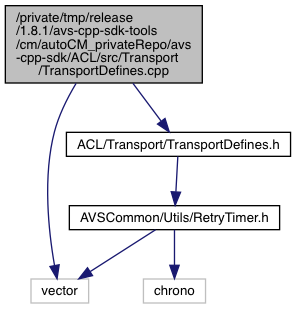 /private/tmp/release
/1.8.1/avs-cpp-sdk-tools
/cm/autoCM_privateRepo/avs
-cpp-sdk/ACL/src/Transport
/TransportDefines.cpp
ACL/Transport/TransportDefines.h
AVSCommon/Utils/RetryTimer.h
vector
chrono